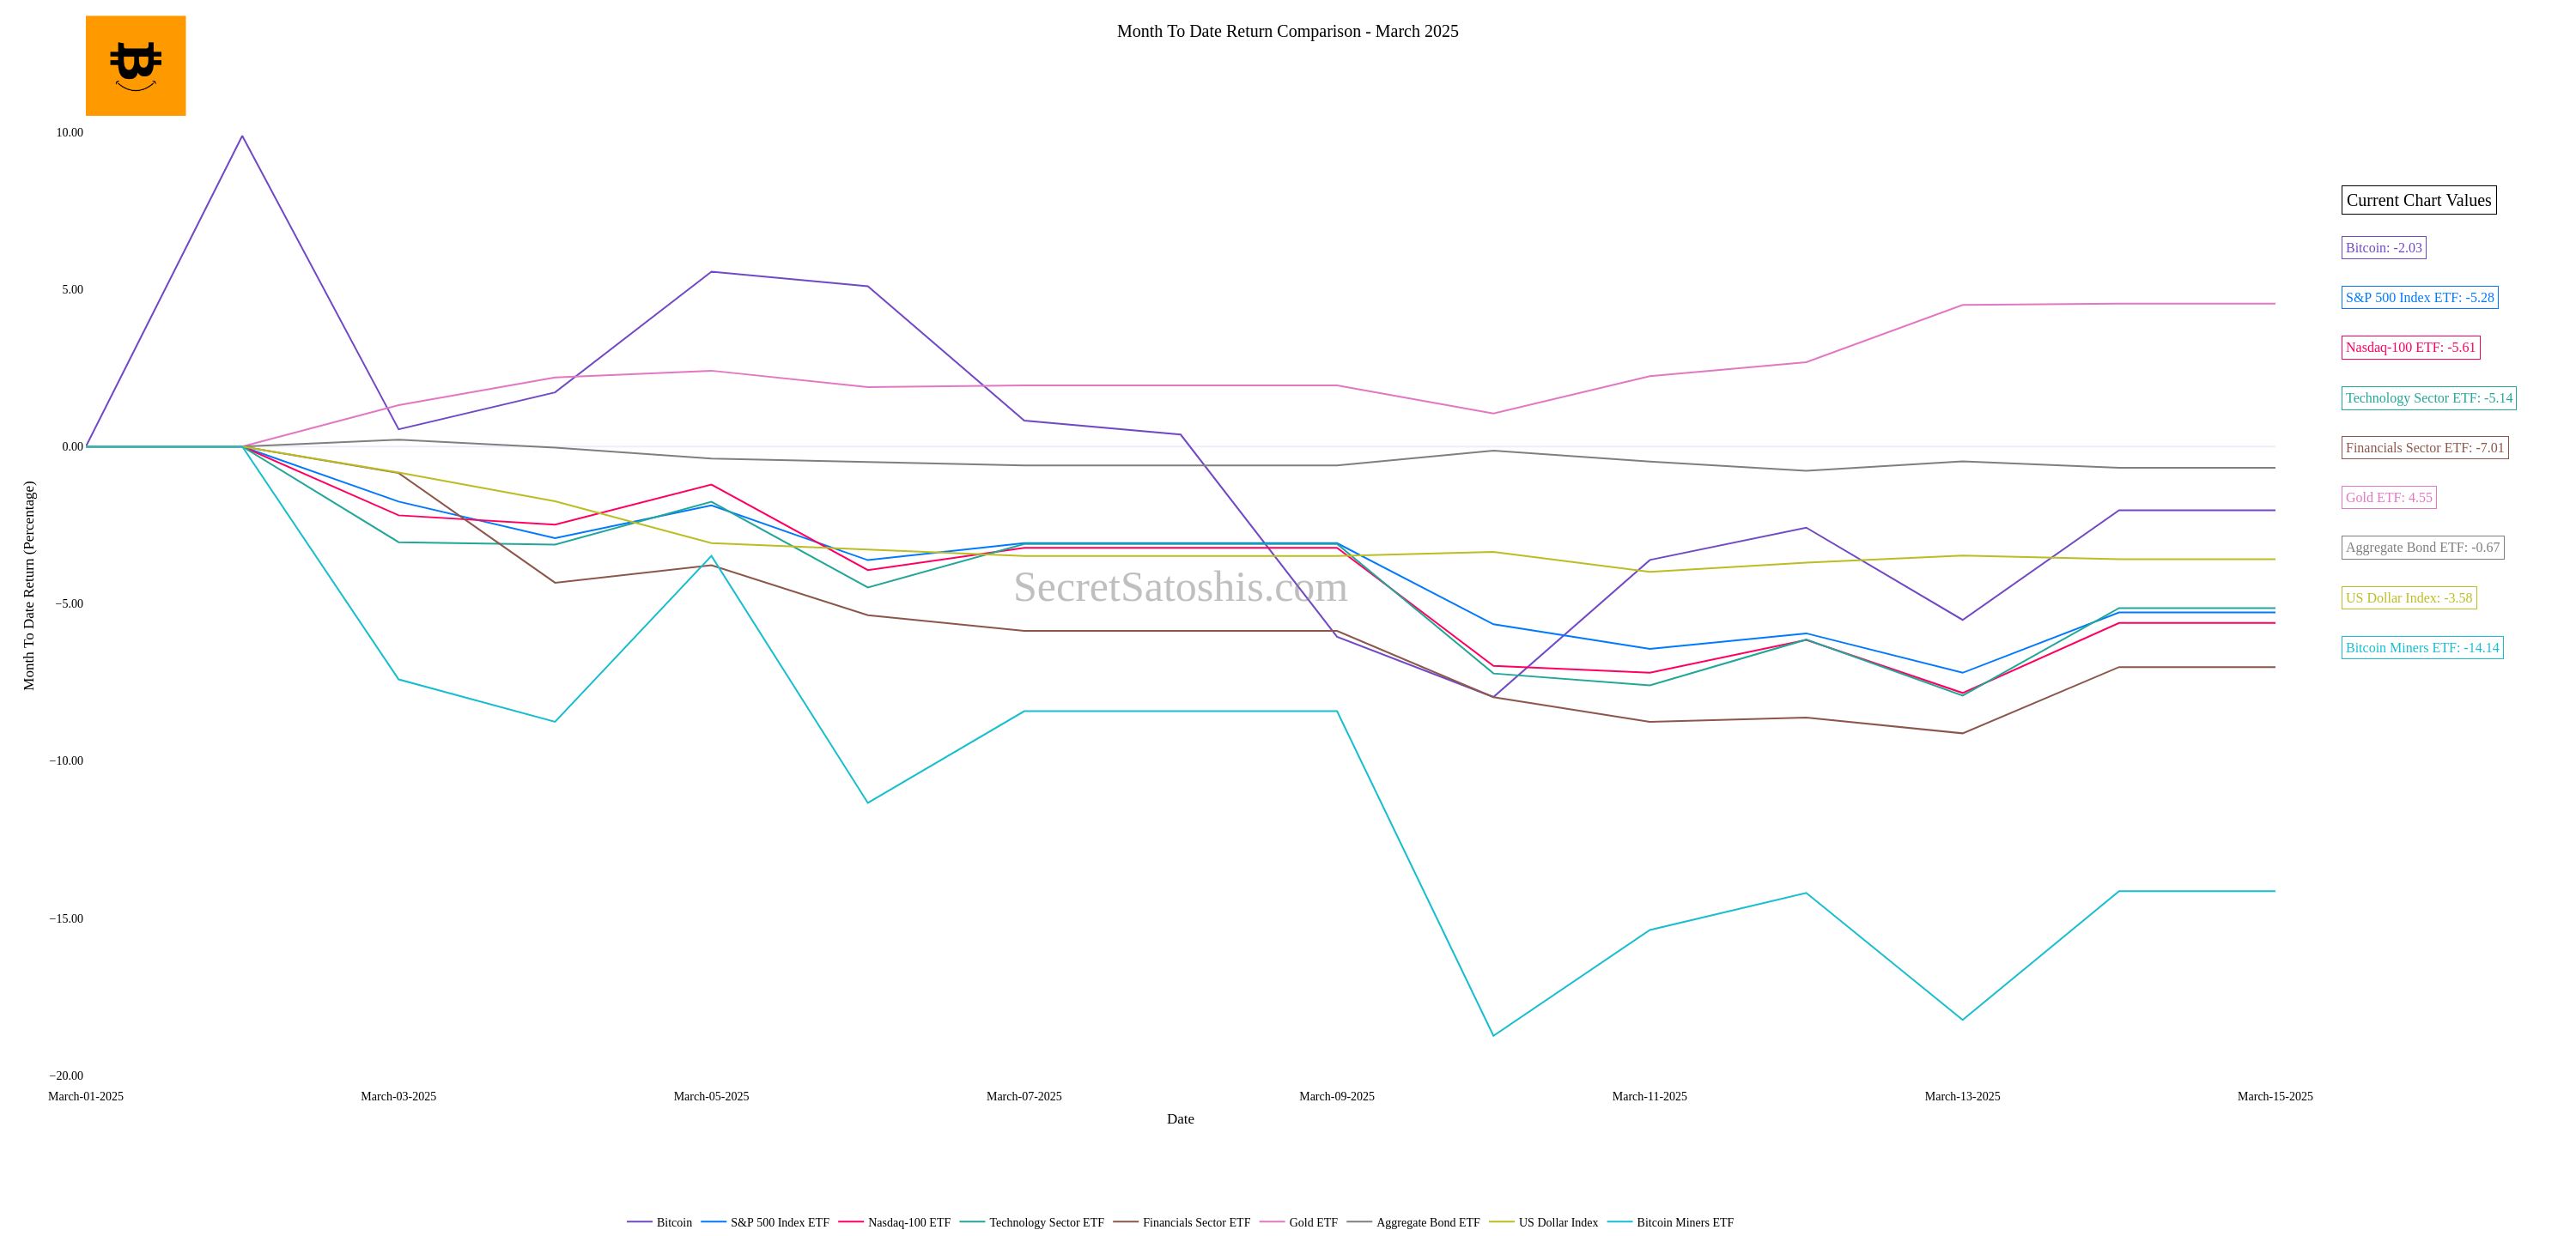 Month To Date Return Comparison - March 2025
10.00
5.00
0.00
−5.00
−10.00
−15.00
−20.00
Month To Date Return (Percentage)
SecretSatoshis.com
Current Chart Values
Bitcoin: -2.03
S&P 500 Index ETF: -5.28
Nasdaq-100 ETF: -5.61
Technology Sector ETF: -5.14
Financials Sector ETF: -7.01
Gold ETF: 4.55
Aggregate Bond ETF: -0.67
US Dollar Index: -3.58
Bitcoin Miners ETF: -14.14
March-01-2025 March-03-2025 March-05-2025 March-07-2025 March-09-2025 March-11-2025 March-13-2025 March-15-2025
Date
Bitcoin S&P 500 Index ETF Nasdaq-100 ETF Technology Sector ETF Financials Sector ETF Gold ETF Aggregate Bond ETF US Dollar Index Bitcoin Miners ETF